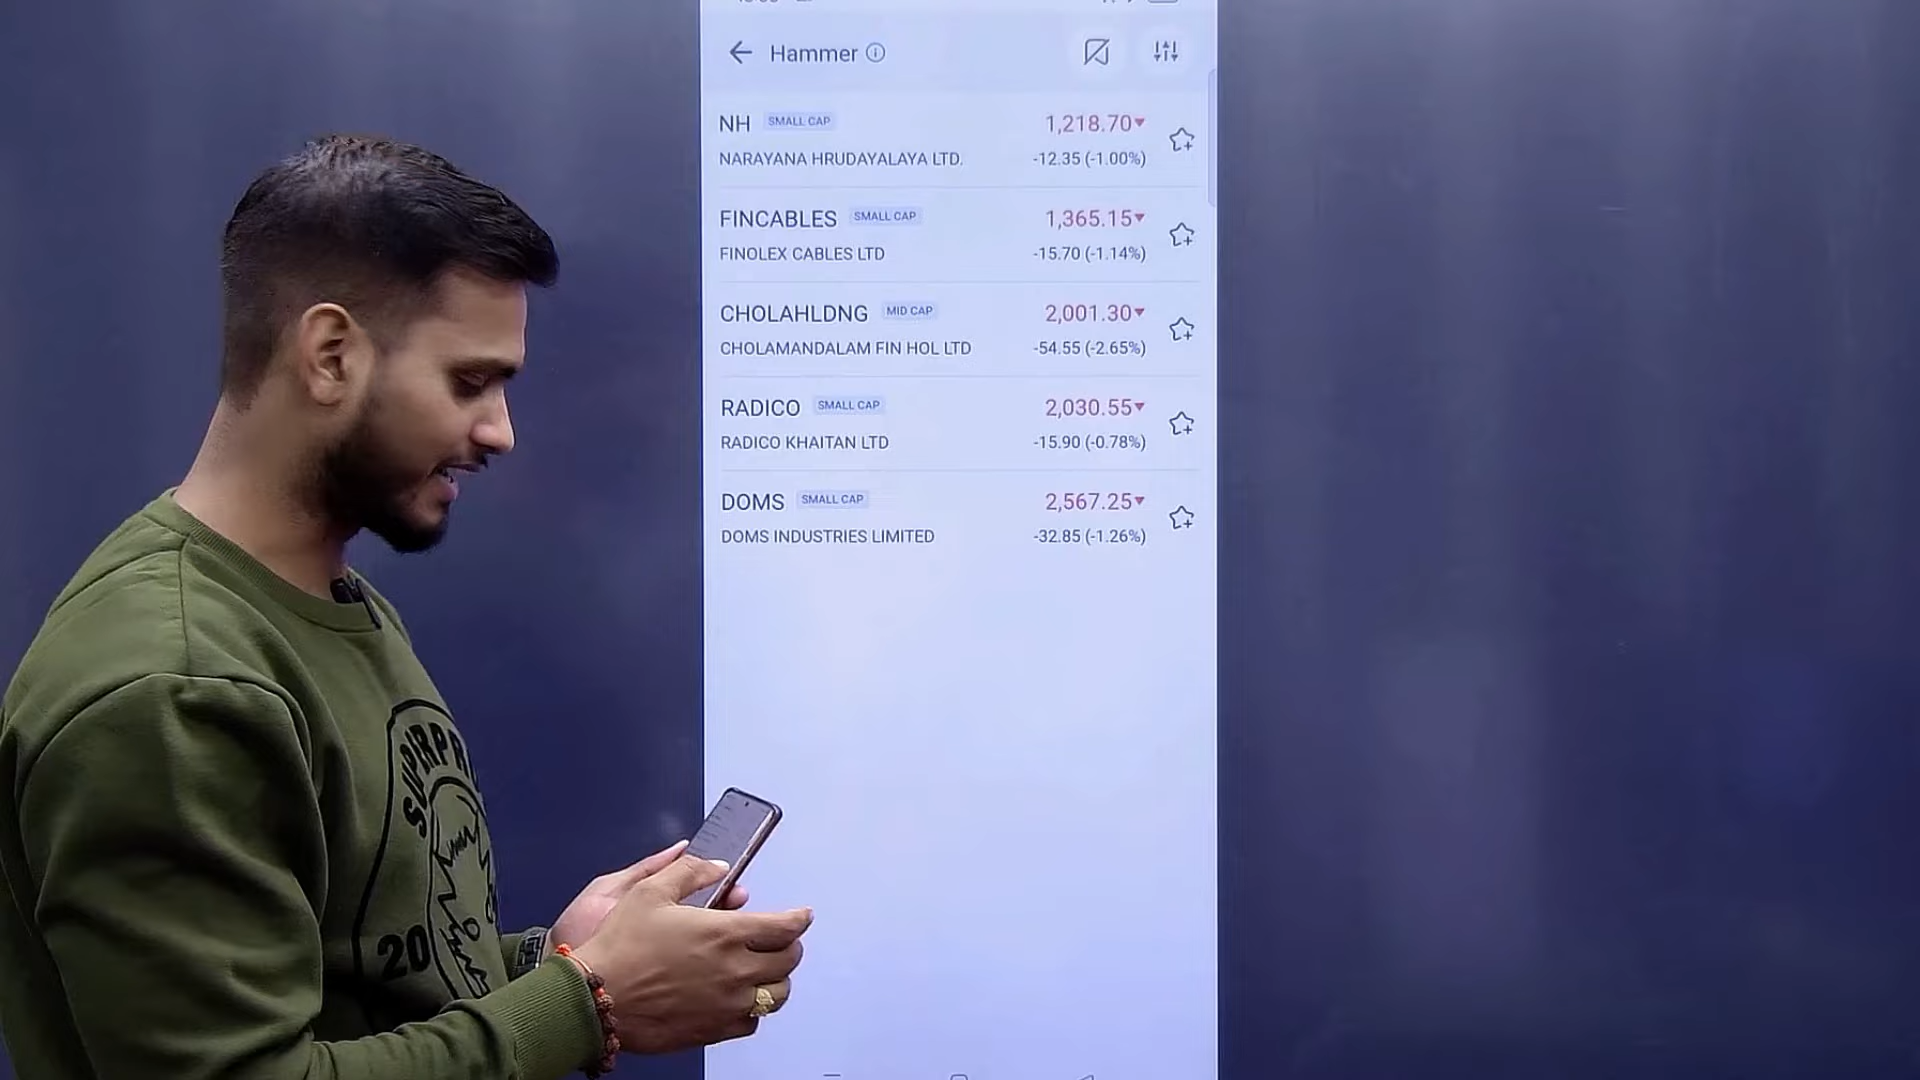 Hammer
NH SMALL CAP 1,218.70
NARAYANA HRUDAYALAYA LTD. -12.35 (-1.00%)
FINCABLES SMALL CAP 1,365.15
FINOLEX CABLES LTD -15.70 (-1.14%)
CHOLAHLDNG MID CAP 2,001.30
CHOLAMANDALAM FIN HOL LTD -54.55 (-2.65%)
RADICO SMALL CAP 2,030.55
RADICO KHAITAN LTD -15.90 (-0.78%)
DOMS SMALL CAP 2,567.25
DOMS INDUSTRIES LIMITED -32.85 (-1.26%)
20